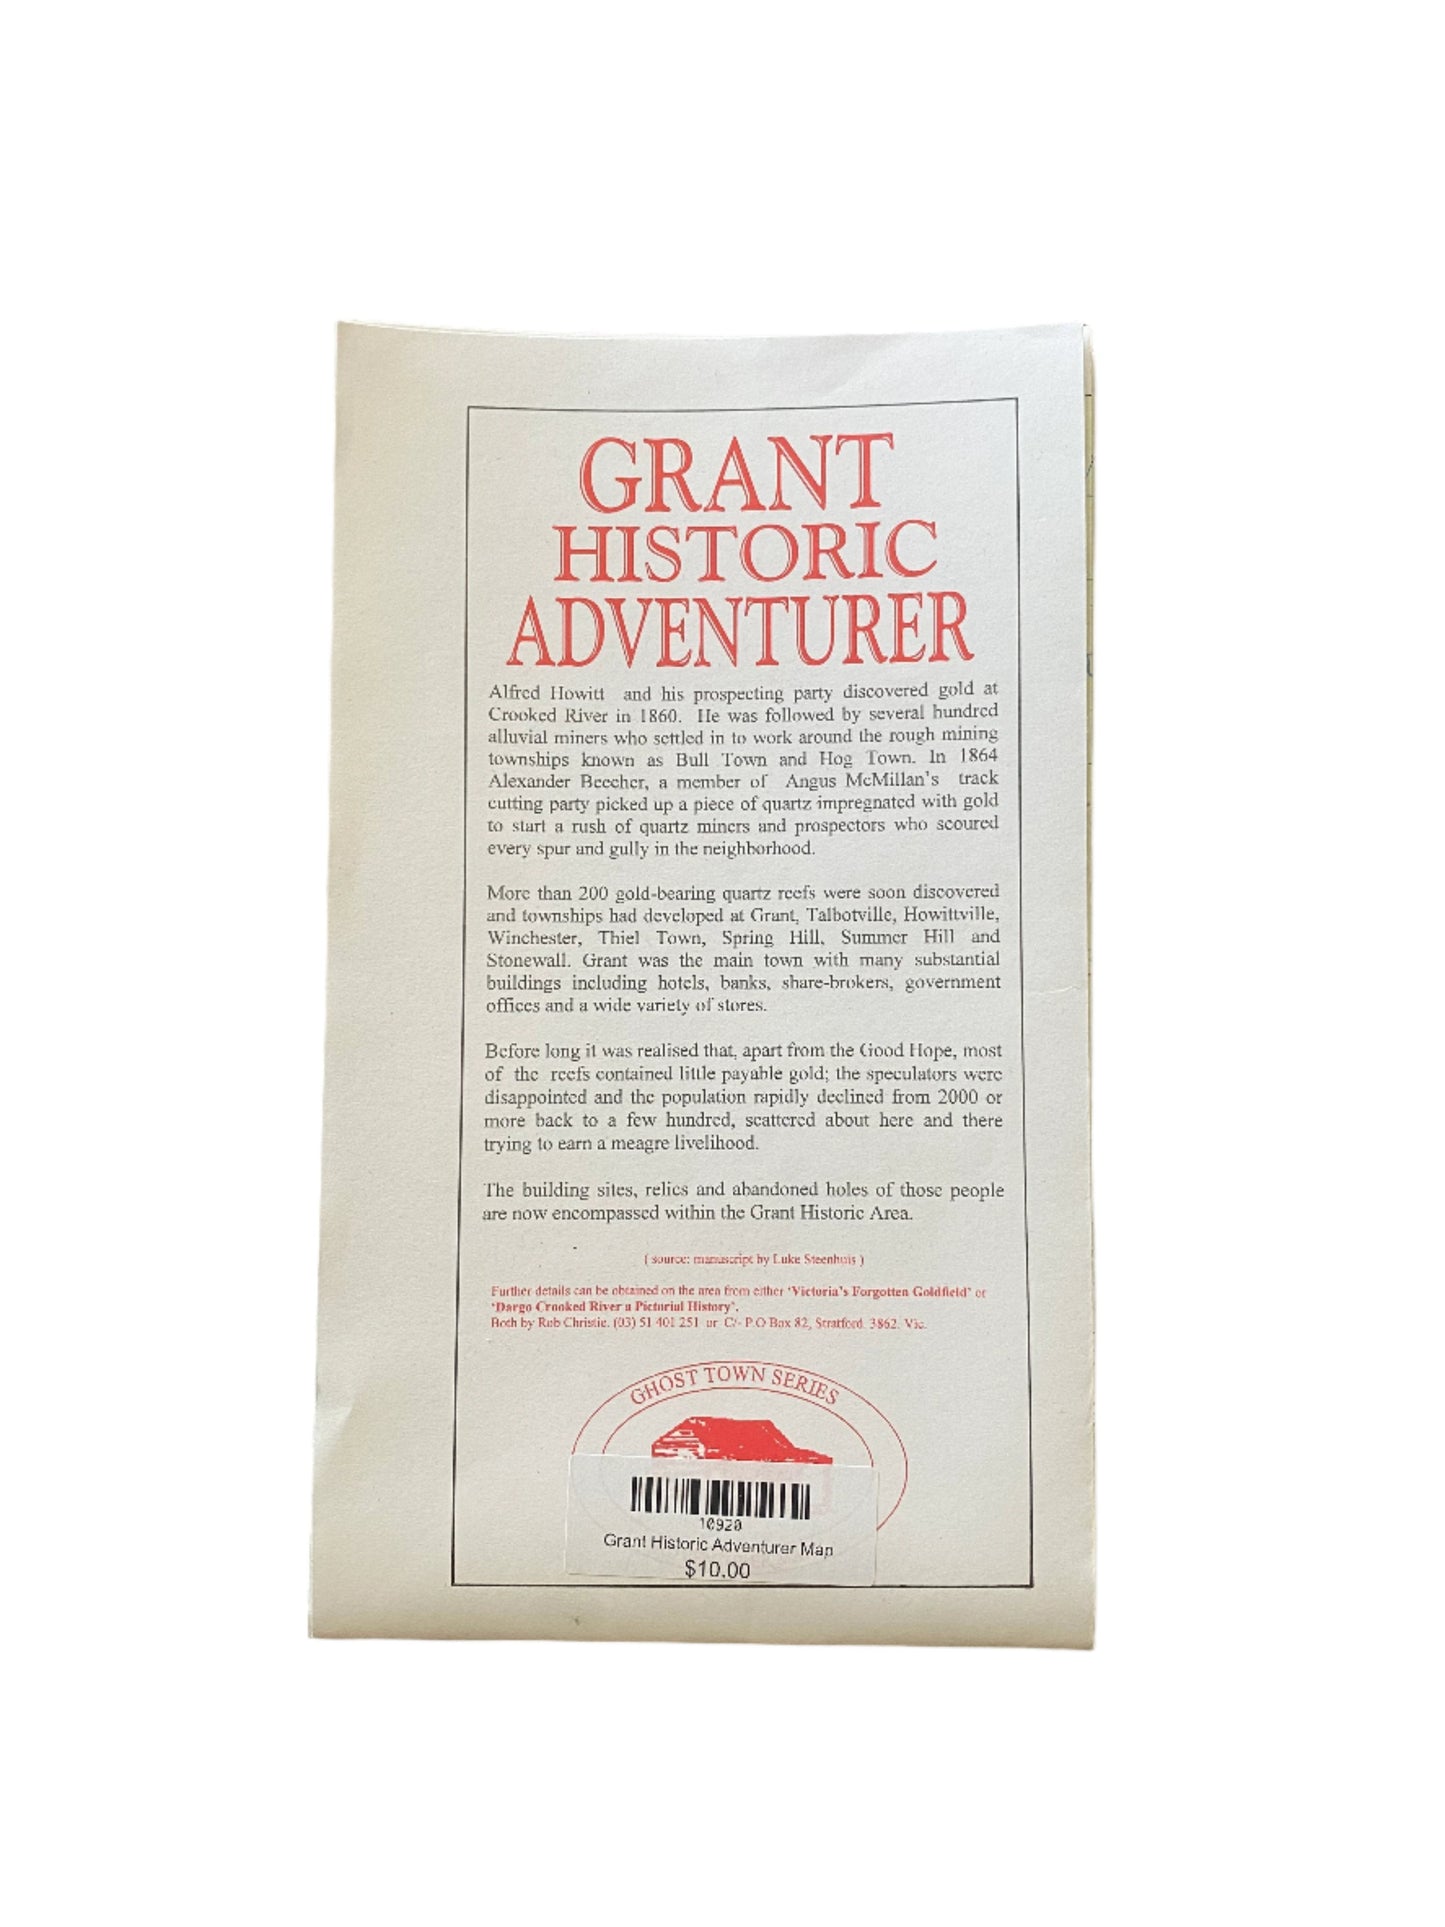 GRANT
HISTORIC
ADVENTURER
Alfred Howitt and his prospecting party discovered gold at
Crooked River in 1860. He was followed by several hundred
alluvial miners who settled in to work around the rough mining
townships known as Bull Town and Hog Town. In 1864
Alexander Beecher, a member of Angus McMillan's track
cutting party picked up a piece of quartz impregnated with gold
to start a rush of quartz miners and prospectors who scoured
every spur and gully in the neighborhood.
More than 200 gold-bearing quartz reefs were soon discovered
and townships had developed at Grant, Talbotville, Howittville,
Winchester, Thiel Town, Spring Hill, Summer Hill and
Stonewall. Grant was the main town with many substantial
buildings including hotels, banks, share-brokers, government
offices and a wide variety of stores.
Before long it was realised that, apart from the Good Hope, most
of the reefs contained little payable gold; the speculators were
disappointed and the population rapidly declined from 2000 or
more back to a few hundred, scattered about here and there
trying to earn a meagre livelihood.
The building sites, relics and abandoned holes of those people
are now encompassed within the Grant Historic Area.
( source: manuscript by Luke Steenhuis )
Further details can be obtained on the area from either 'Victoria's Forgotten Goldfield' or
'Dargo Crooked River a Pictorial History'.
Both by Rob Christie. (03) 51 401 251 or C/- P.O Box 82, Stratford. 3862. Vic.
GHOST TOWN SERIES
10920
Grant Historic Adventurer Map
$10.00